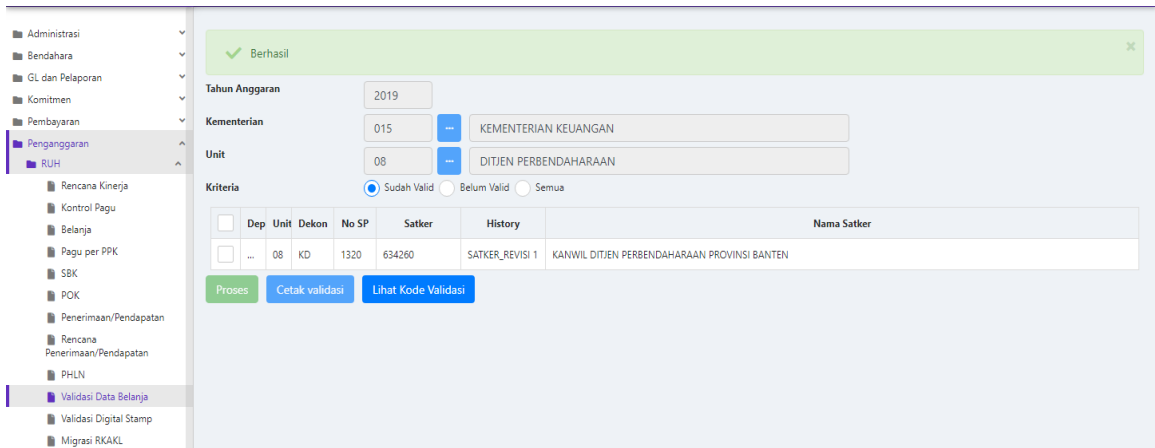 Administrasi
Bendahara
GL dan Pelaporan
Komitmen
Pembayaran
Penganggaran
RUH
Rencana Kinerja
Kontrol Pagu
Belanja
Pagu per PPK
SBK
POK
Penerimaan/Pendapatan
Rencana
Penerimaan/Pendapatan
PHLN
Validasi Data Belanja
Validasi Digital Stamp
Migrasi RKAKL
Berhasil ×
Tahun Anggaran 2019
Kementerian 015 ... KEMENTERIAN KEUANGAN
Unit 08 ... DITJEN PERBENDAHARAAN
Kriteria Sudah Valid Belum Valid Semua
Dep Unit Dekon No SP Satker History Nama Satker
... 08 KD 1320 634260 SATKER_REVISI 1 KANWIL DITJEN PERBENDAHARAAN PROVINSI BANTEN
Proses Cetak validasi Lihat Kode Validasi